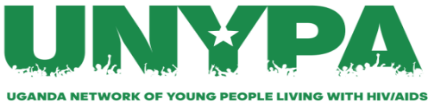 UNYPA
UGANDA NETWORK OF YOUNG PEOPLE LIVING WITH HIV/AIDS